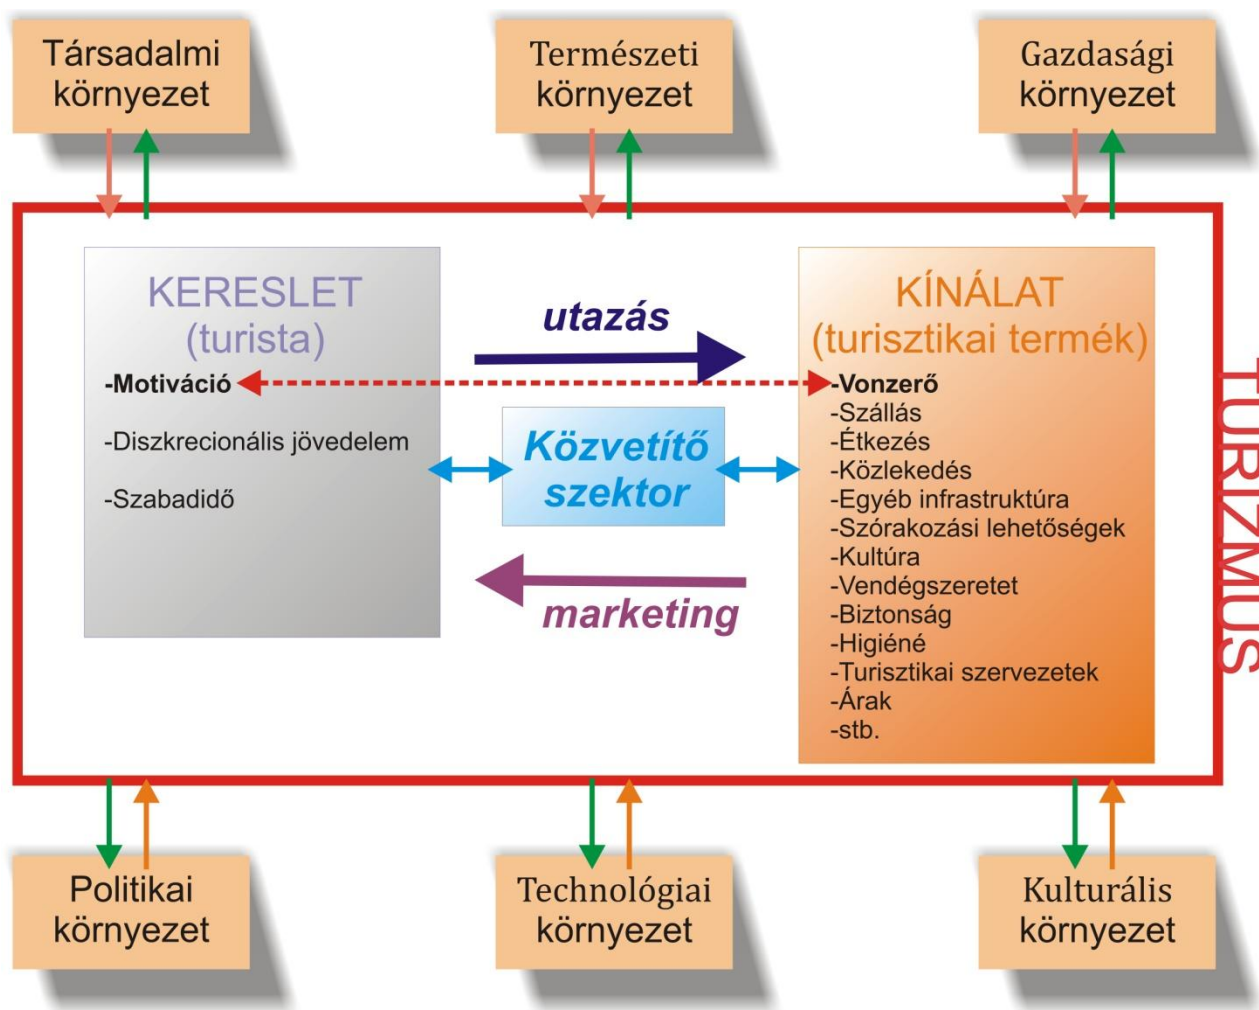 Társadalmi
környezet
Természeti
környezet
Gazdasági
környezet
KERESLET
(turista)
-Motiváció
-Diszkrecionális jövedelem
-Szabadidő
utazás
Közvetítő
szektor
marketing
KÍNÁLAT
(turisztikai termék)
-Vonzerő
-Szállás
-Étkezés
-Közlekedés
-Egyéb infrastruktúra
-Szórakozási lehetőségek
-Kultúra
-Vendégszeretet
-Biztonság
-Higiéné
-Turisztikai szervezetek
-Árak
-stb.
TURIZMUS
Politikai
környezet
Technológiai
környezet
Kulturális
környezet